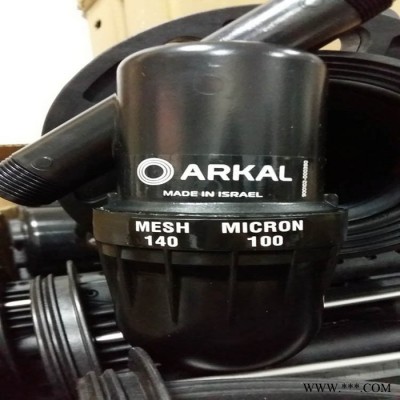 ARKAL
MADE IN ISRAEL
MESH MICRON
140 100
WWW.***.COM